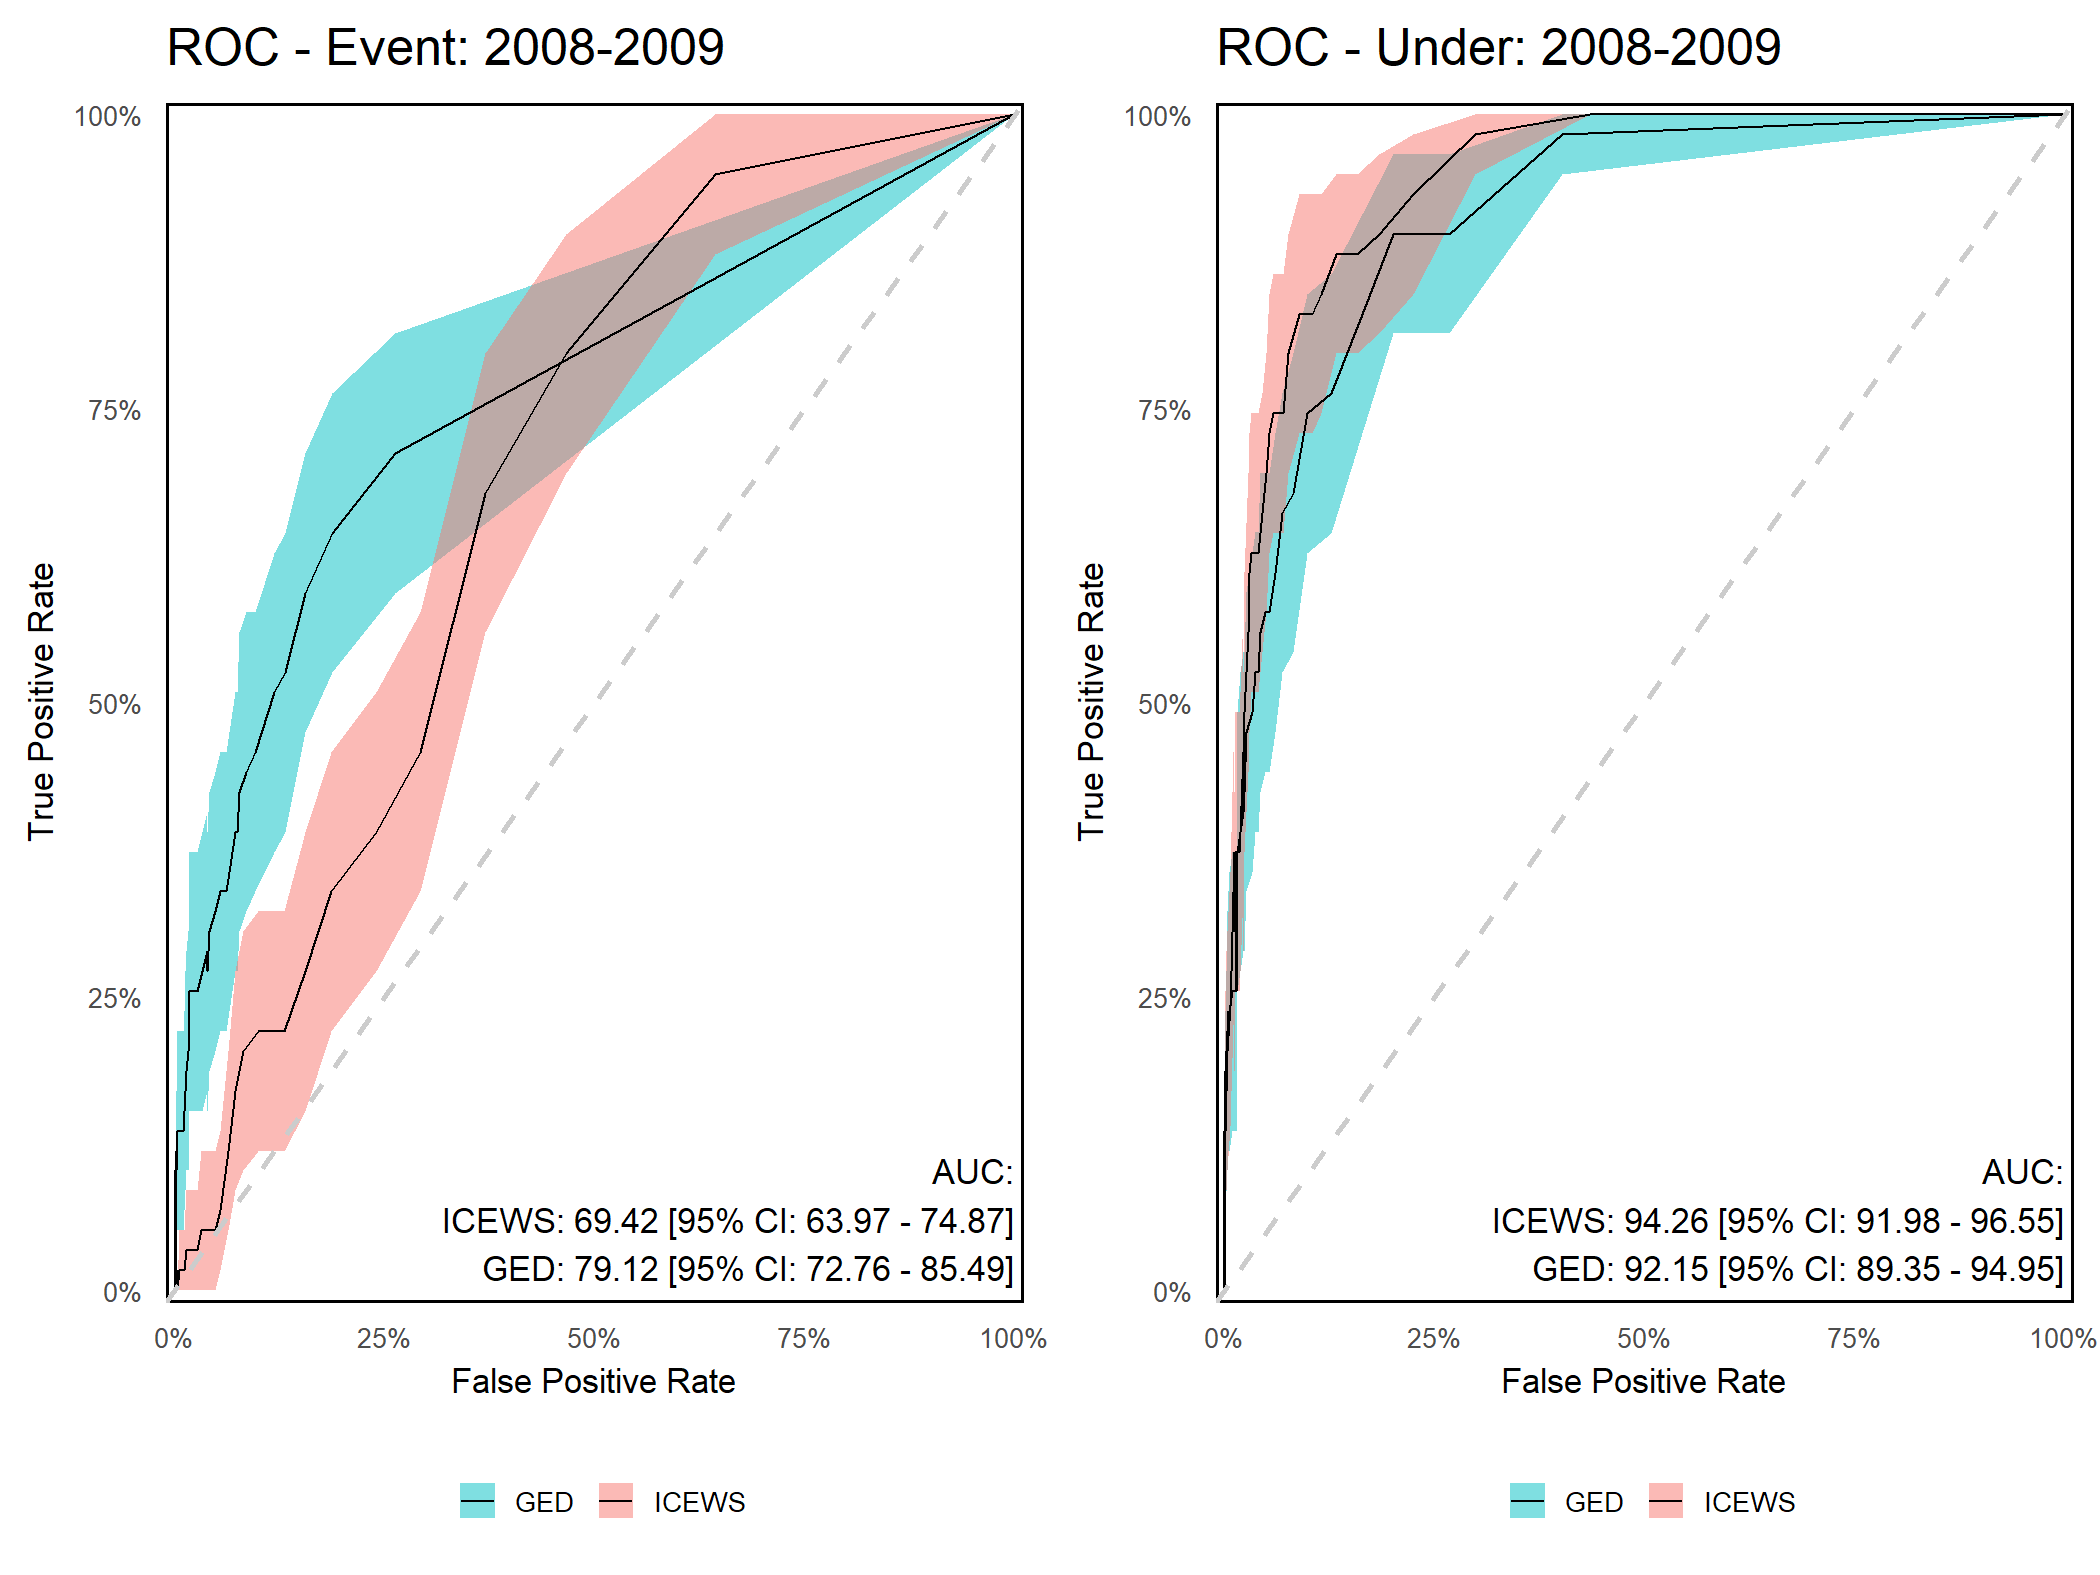 ROC - Event: 2008-2009
True Positive Rate
100%
75%
50%
25%
0%
AUC:
ICEWS: 69.42 [95% CI: 63.97 - 74.87]
GED: 79.12 [95% CI: 72.76 - 85.49]
0% 25% 50% 75% 100%
False Positive Rate
GED ICEWS
ROC - Under: 2008-2009
True Positive Rate
100%
75%
50%
25%
0%
AUC:
ICEWS: 94.26 [95% CI: 91.98 - 96.55]
GED: 92.15 [95% CI: 89.35 - 94.95]
0% 25% 50% 75% 100%
False Positive Rate
GED ICEWS